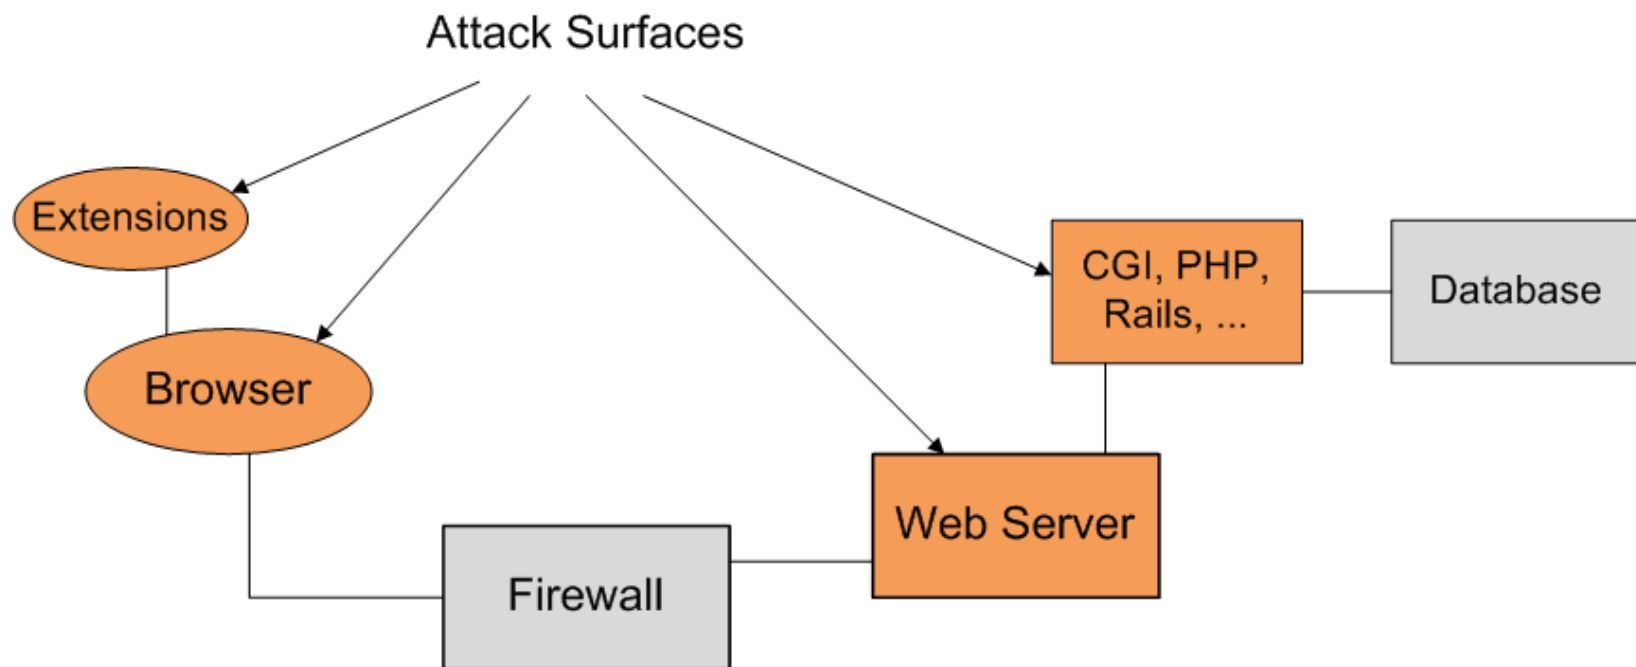 Attack Surfaces
Extensions
CGI, PHP,
Rails, ...
Database
Browser
Web Server
Firewall